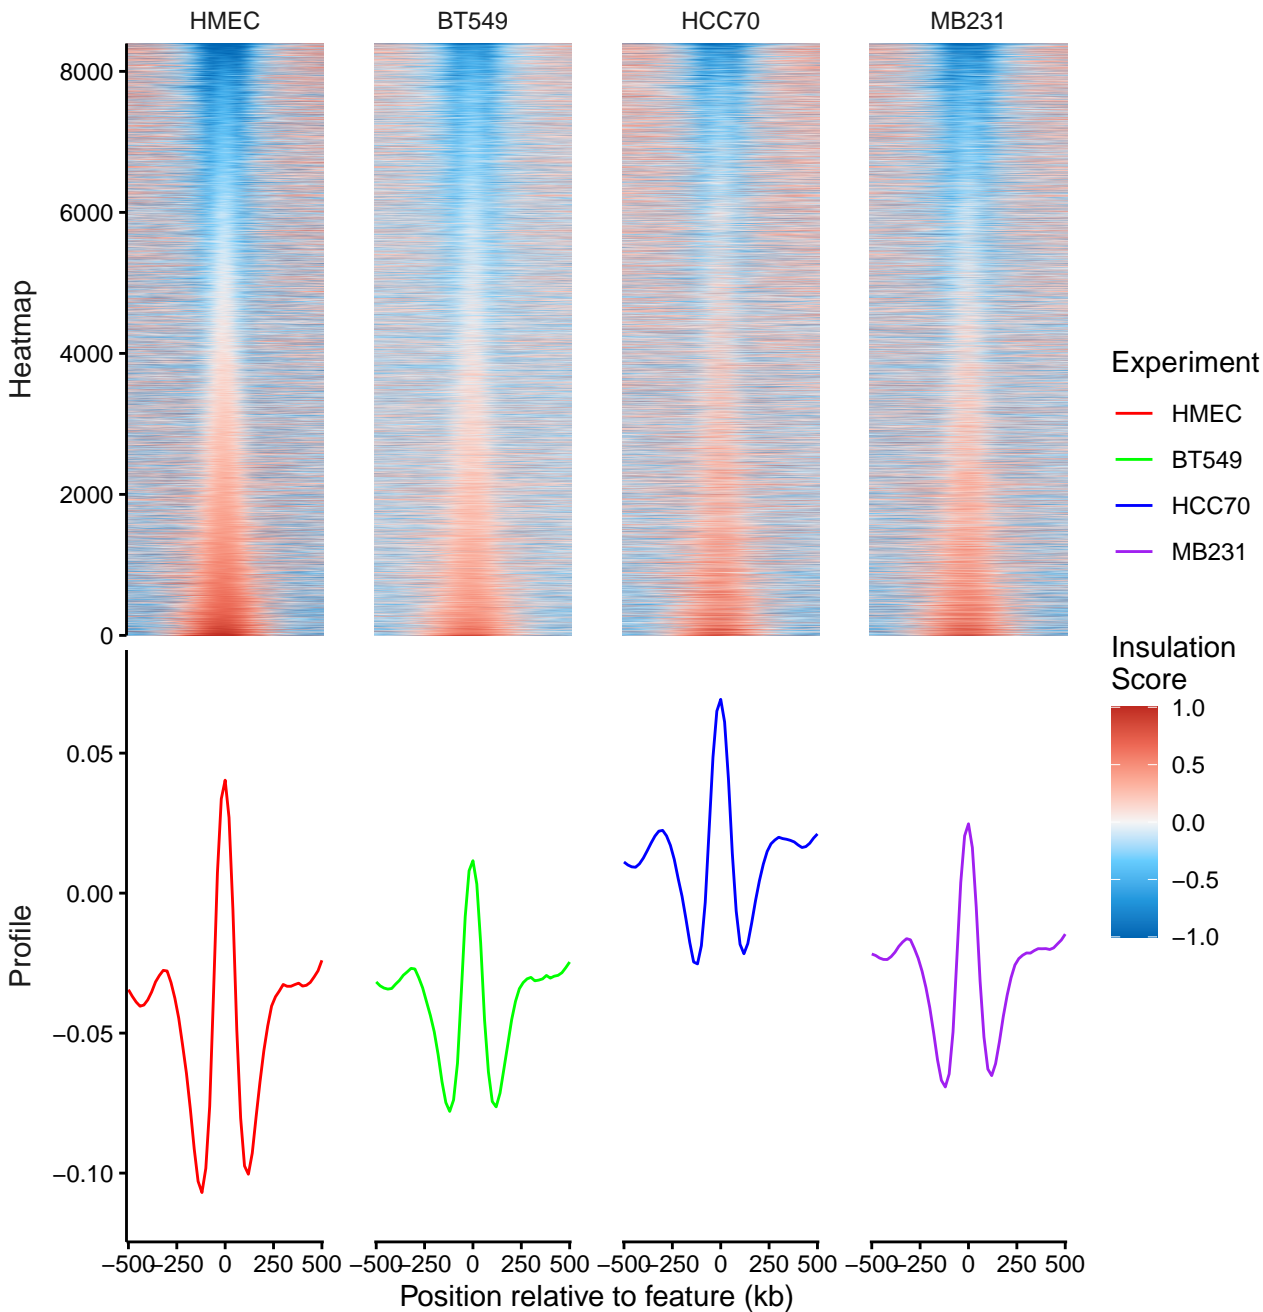 HMEC BT549 HCC70 MB231
Heatmap
8000
6000
4000
2000
0
Profile
0.05
0.00
−0.05
−0.10
−500 −250 0 250 500 −500 −250 0 250 500 −500 −250 0 250 500 −500 −250 0 250 500
Position relative to feature (kb)
Experiment
HMEC
BT549
HCC70
MB231
Insulation
Score
1.0
0.5
0.0
−0.5
−1.0